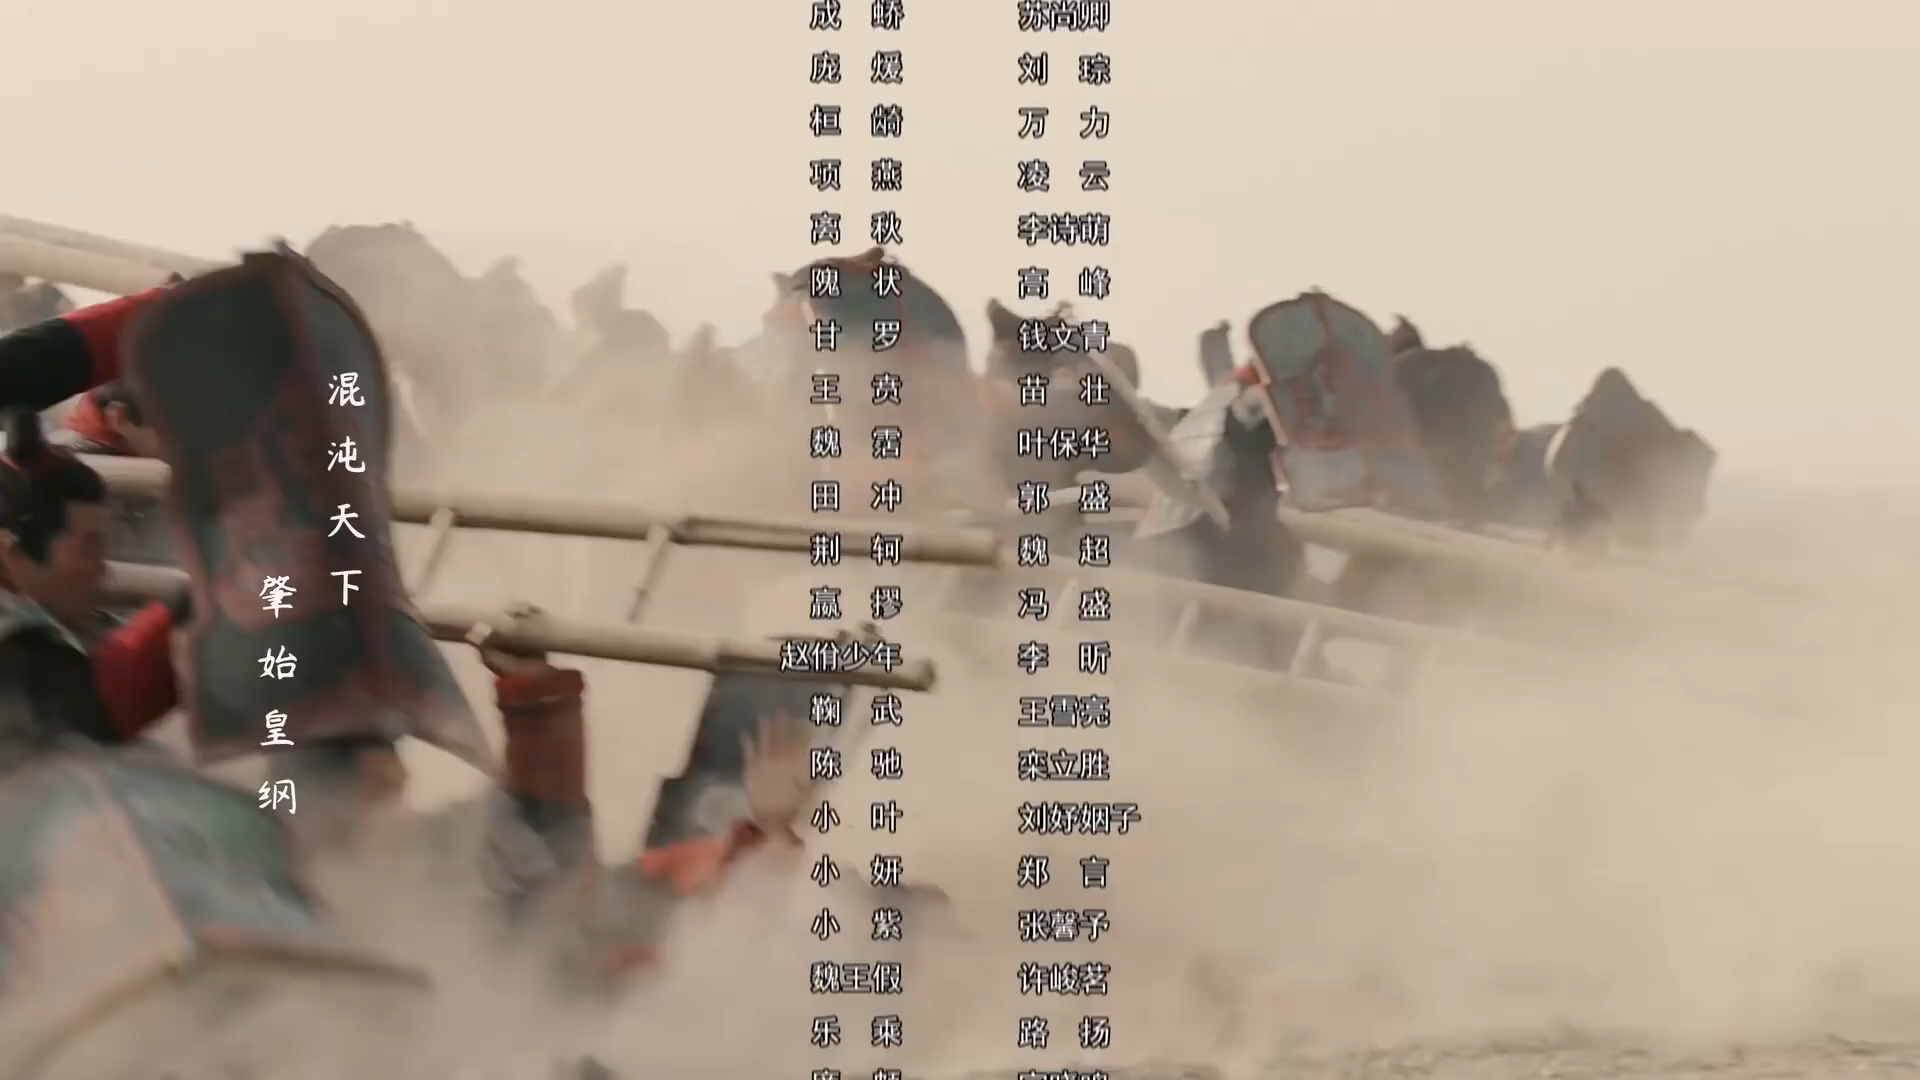 混沌天下
肇始皇纲
成蟜 苏尚卿
庞煖 刘琮
桓齮 万力
项燕 凌云
离秋 李诗萌
隗状 高峰
甘罗 钱文青
王贲 苗壮
魏 叶保华
田冲 郭盛
荆轲 魏超
嬴摎 冯盛
赵佾少年 李昕
鞠武 王雪亮
陈驰 栾立胜
小叶 刘妤姻子
小妍 郑言
小紫 张馨予
魏王假 许峻茗
乐乘 路扬